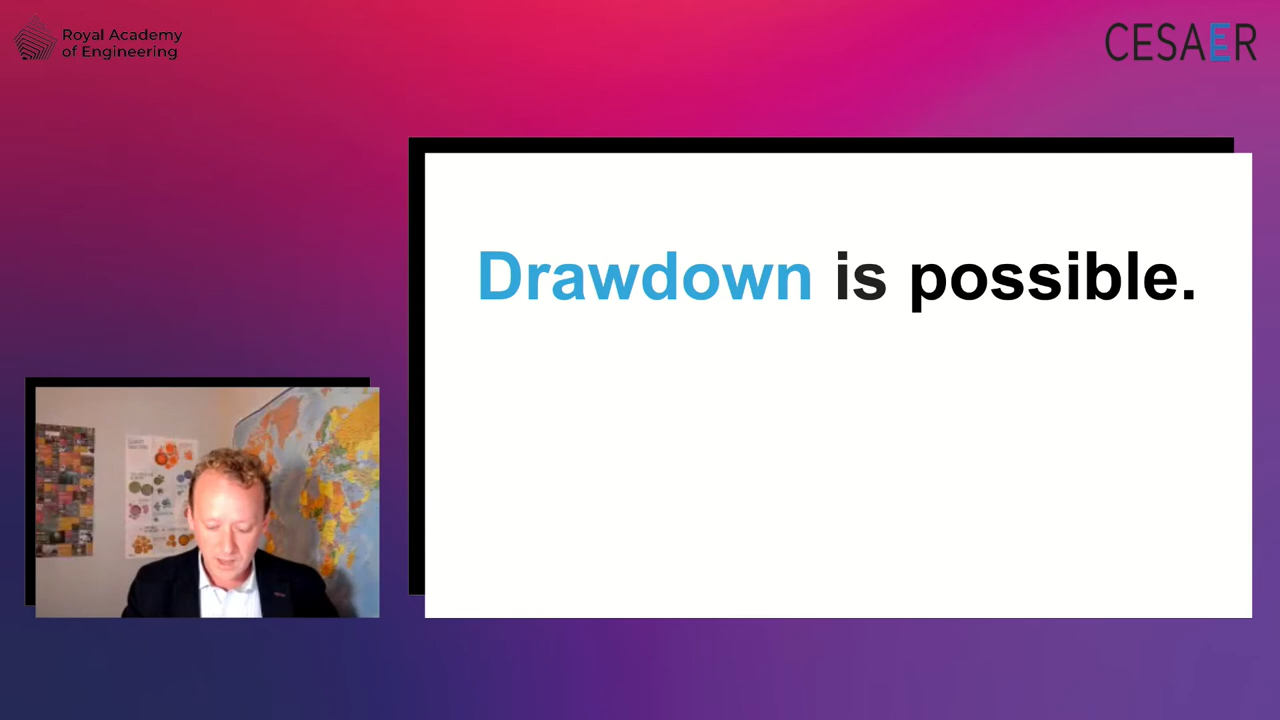 Royal Academy
of Engineering
CESAER
Drawdown is possible.